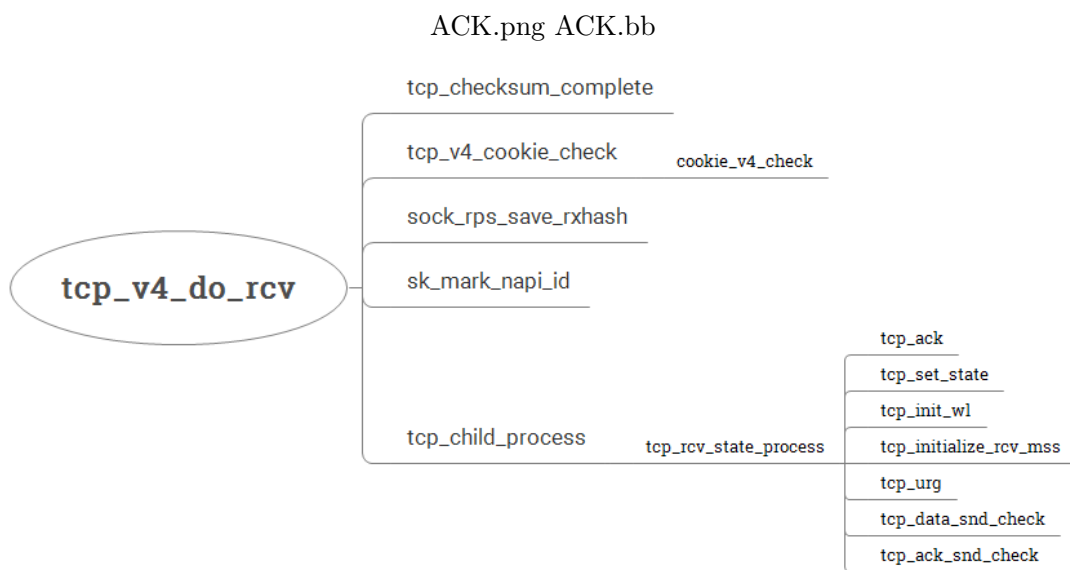 ACK.png ACK.bb
tcp_checksum_complete
tcp_v4_cookie_check
cookie_v4_check
sock_rps_save_rxhash
tcp_v4_do_rcv
sk_mark_napi_id
tcp_child_process
tcp_rcv_state_process
tcp_ack
tcp_set_state
tcp_init_wl
tcp_initialize_rcv_mss
tcp_urg
tcp_data_snd_check
tcp_ack_snd_check